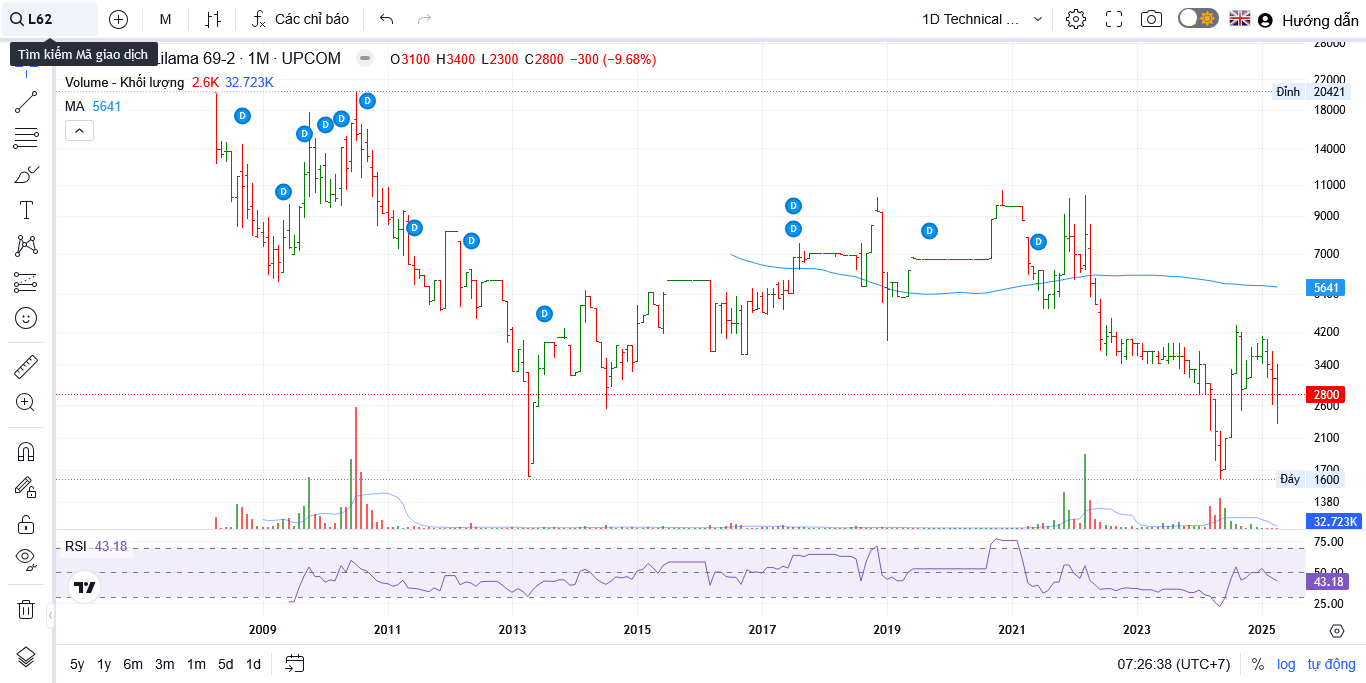 L62
M
Các chỉ báo
1D Technical ...
Hướng dẫn
Tìm kiếm Mã giao dịch
Lilama 69-2 · 1M · UPCOM
O3100 H3400 L2300 C2800 −300 (−9.68%)
Volume - Khối lượng 2.6K 32.723K
MA 5641
D
D
D
D
D
D
D
D
D
D
D
D
D
28000
22000
Đỉnh 20421
18000
14000
11000
9000
7000
5641
4200
3400
2800
2600
2100
1700
Đáy 1600
1380
32.723K
RSI 43.18
75.00
50.00
43.18
25.00
2009 2011 2013 2015 2017 2019 2021 2023 2025
5y 1y 6m 3m 1m 5d 1d
07:26:38 (UTC+7) % log tự động